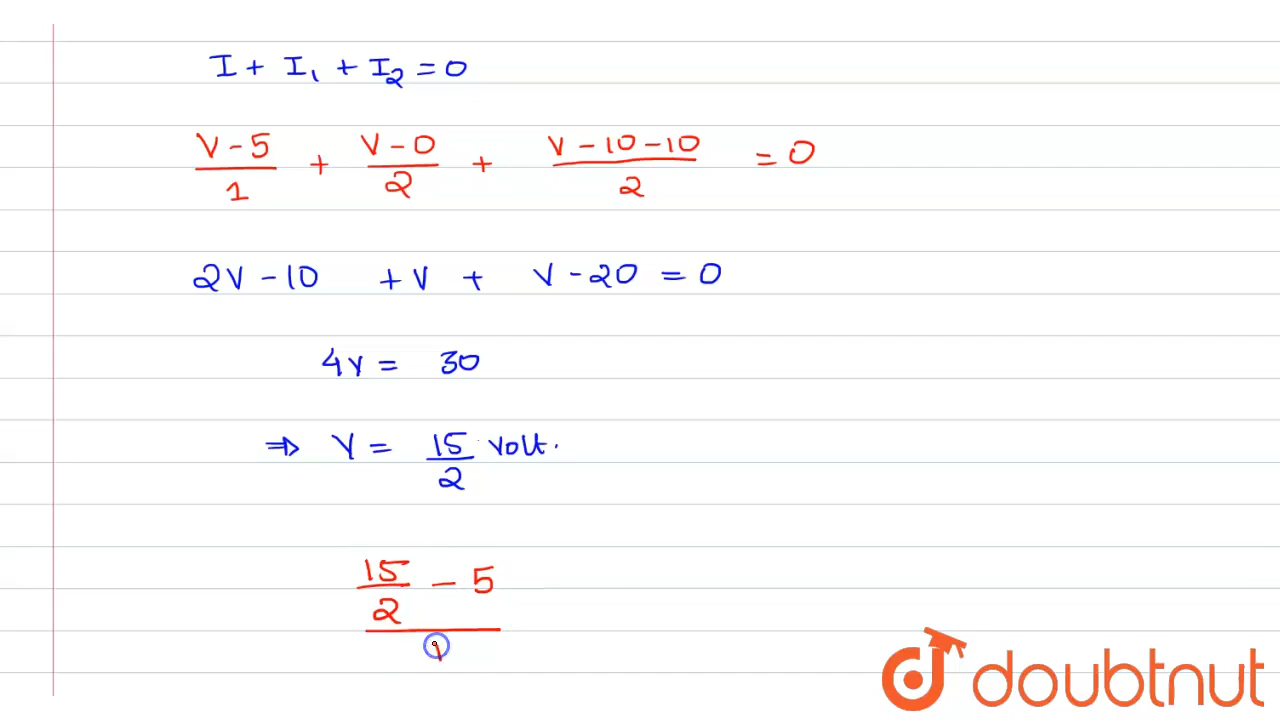 I + I₁ + I₂ = 0
V - 5 / 1 + V - 0 / 2 + V - 10 - 10 / 2 = 0
2V - 10 + V + V - 20 = 0
4V = 30
⇒ V = 15 / 2 volt.
15 / 2 - 5 / 1
doubtnut